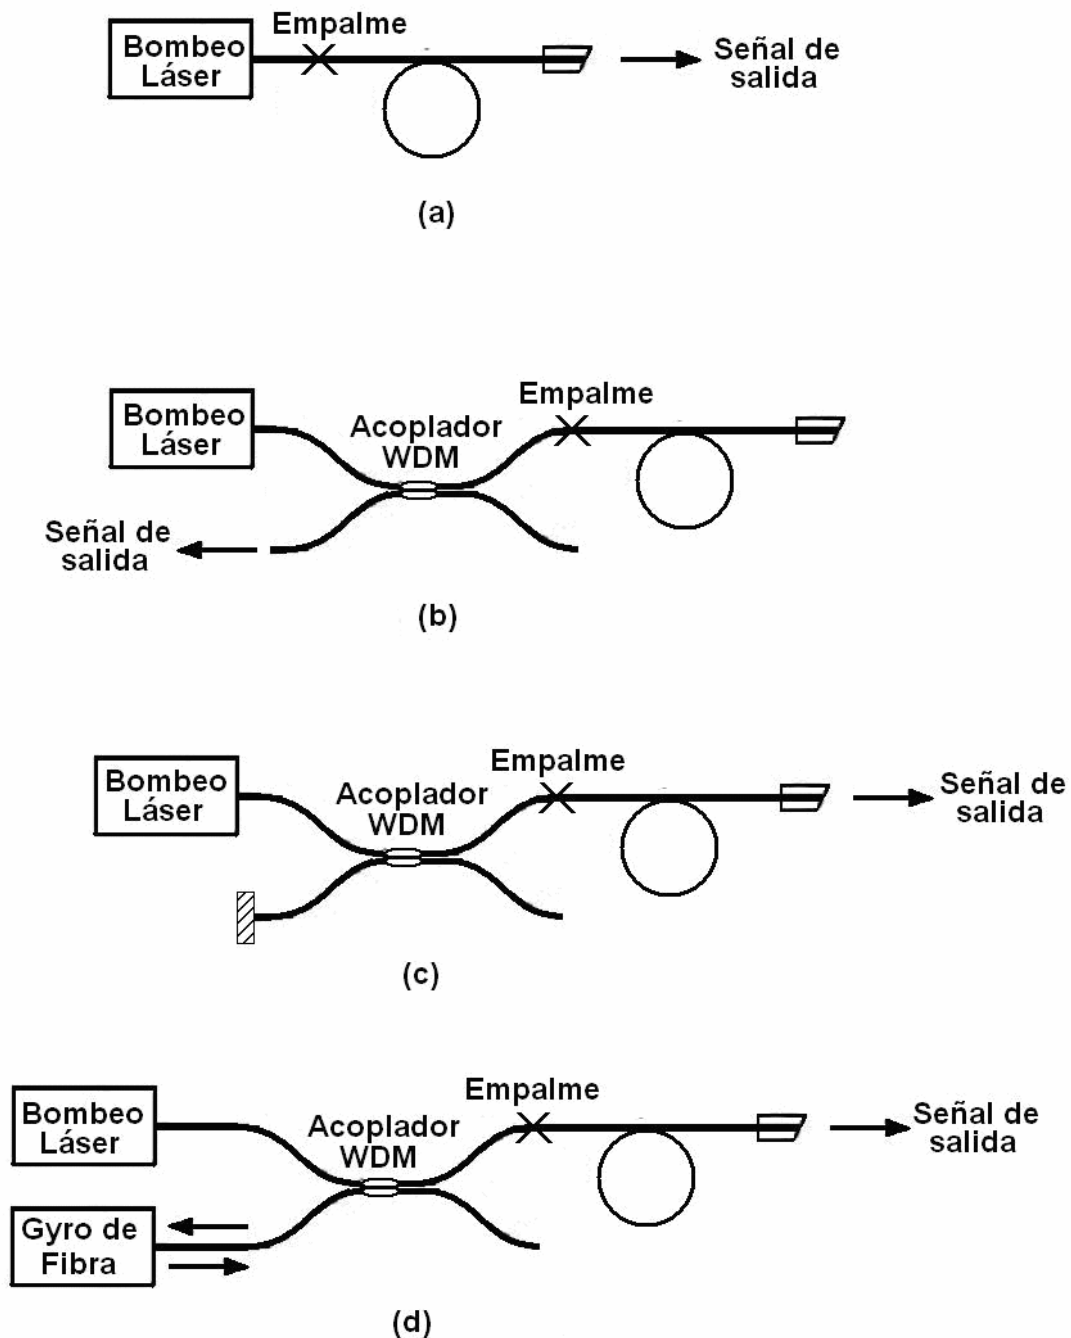 Empalme
Bombeo
Láser
Señal de
salida
(a)
Empalme
Bombeo
Láser
Acoplador
WDM
Señal de
salida
(b)
Empalme
Bombeo
Láser
Acoplador
WDM
Señal de
salida
(c)
Empalme
Bombeo
Láser
Acoplador
WDM
Señal de
salida
Gyro de
Fibra
(d)